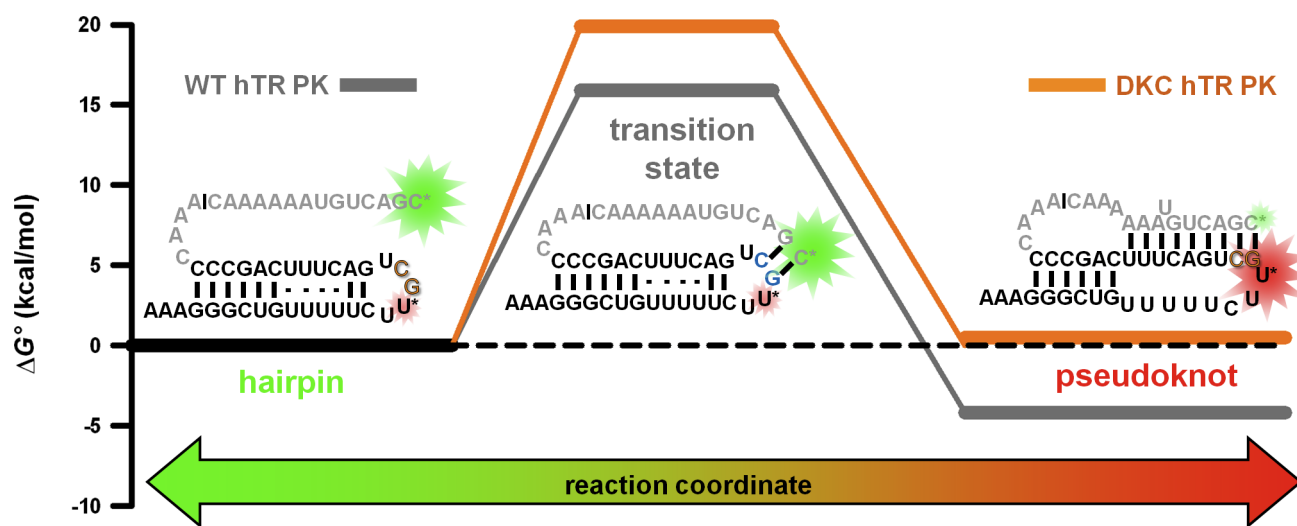 ΔG° (kcal/mol)
20
15
10
5
0
-5
-10
WT hTR PK
DKC hTR PK
transition
state
AICAAAAAAUGUCAGC*
A
A
C
CCCGACUUUCAG U C G
AAAGGGCUGUUUUUC U U*
AAICAAAAAAUGUC A G C*
A
A
C
CCCGACUUUCAG U C G
AAAGGGCUGUUUUUC U U*
AAICAA A U
A
A AAAGUCAGC*
C
CCCGACUUUCAGUCG U*
AAAGGGCUG UUUUUC U
hairpin
pseudoknot
reaction coordinate